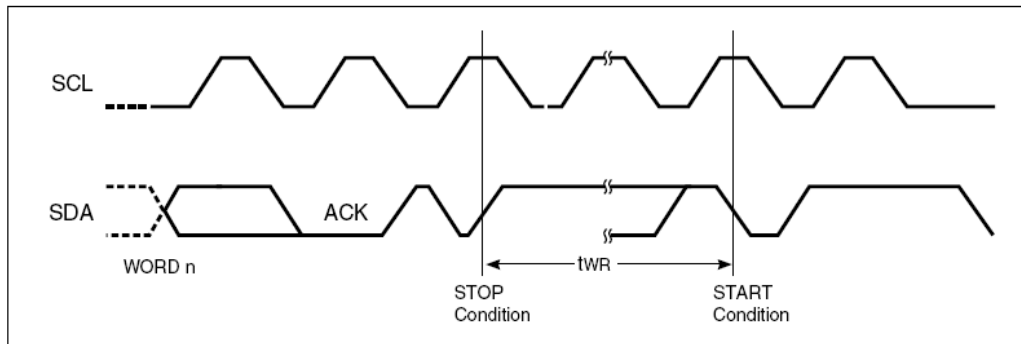 SCL
SDA
ACK
WORD n
tWR
STOP
Condition
START
Condition